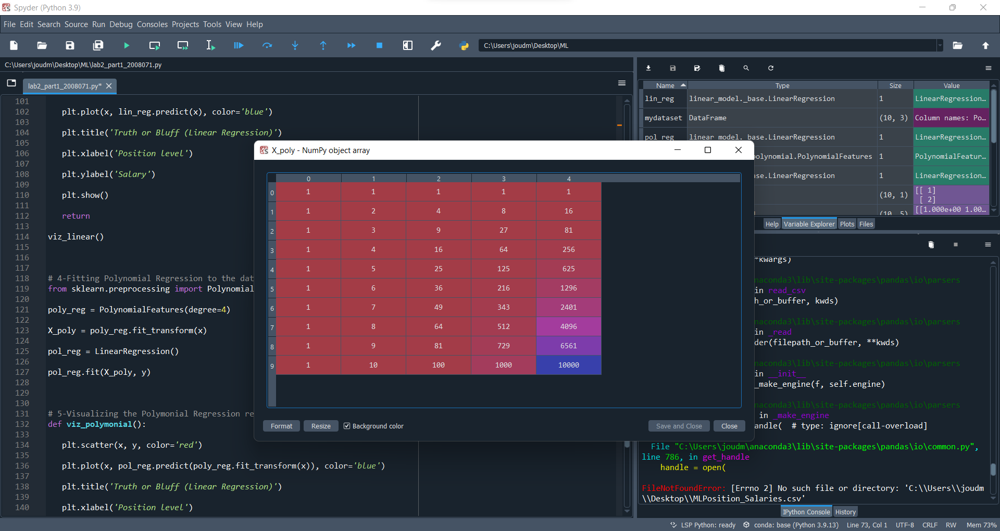 Spyder (Python 3.9)
File Edit Search Source Run Debug Consoles Projects Tools View Help
C:\Users\joudm\Desktop\ML
C:\Users\joudm\Desktop\ML\lab2_part1_2008071.py
lab2_part1_2008071.py*
101
102 plt.plot(x, lin_reg.predict(x), color='blue')
103
104 plt.title('Truth or Bluff (Linear Regression)')
105
106 plt.xlabel('Position level')
107
108 plt.ylabel('Salary')
109
110 plt.show()
111
112 return
113
114 viz_linear()
115
116
117
118 # 4-Fitting Polynomial Regression to the dat
119 from sklearn.preprocessing import Polynomial
120
121 poly_reg = PolynomialFeatures(degree=4)
122
123 X_poly = poly_reg.fit_transform(x)
124
125 pol_reg = LinearRegression()
126
127 pol_reg.fit(X_poly, y)
128
129
130
131 # 5-Visualizing the Polymonial Regression re
132 def viz_polymonial():
133
134 plt.scatter(x, y, color='red')
135
136 plt.plot(x, pol_reg.predict(poly_reg.fit_transform(x)), color='blue')
137
138 plt.title('Truth or Bluff (Linear Regression)')
139
140 plt.xlabel('Position level')
X_poly - NumPy object array
0 1 2 3 4
0 1 1 1 1 1
1 1 2 4 8 16
2 1 3 9 27 81
3 1 4 16 64 256
4 1 5 25 125 625
5 1 6 36 216 1296
6 1 7 49 343 2401
7 1 8 64 512 4096
8 1 9 81 729 6561
9 1 10 100 1000 10000
Format Resize Background color Save and Close Close
Name Type Size Value
lin_reg linear_model._base.LinearRegression 1 LinearRegression…
mydataset DataFrame (10, 3) Column names: Po…
pol_reg linear_model._base.LinearRegression 1 LinearRegression…
olynomial.PolynomialFeatures 1 PolynomialFeatur…
se.LinearRegression 1 LinearRegression…
(10, 1) [[ 1]
[ 2]
(10, 5) [[1.000e+00 1.00…
Help Variable Explorer Plots Files
*kwargs)
naconda3\lib\site-packages\pandas\io\parsers
in read_csv
h_or_buffer, kwds)
naconda3\lib\site-packages\pandas\io\parsers
in _read
der(filepath_or_buffer, **kwds)
naconda3\lib\site-packages\pandas\io\parsers
in __init__
_make_engine(f, self.engine)
naconda3\lib\site-packages\pandas\io\parsers
in _make_engine
andle(  # type: ignore[call-overload]
File "C:\Users\joudm\anaconda3\lib\site-packages\pandas\io\common.py",
line 786, in get_handle
handle = open(
FileNotFoundError: [Errno 2] No such file or directory: 'C:\\Users\\joudm
\\Desktop\\MLPosition_Salaries.csv'
IPython Console History
LSP Python: ready conda: base (Python 3.9.13) Line 73, Col 1 UTF-8 CRLF RW Mem 73%